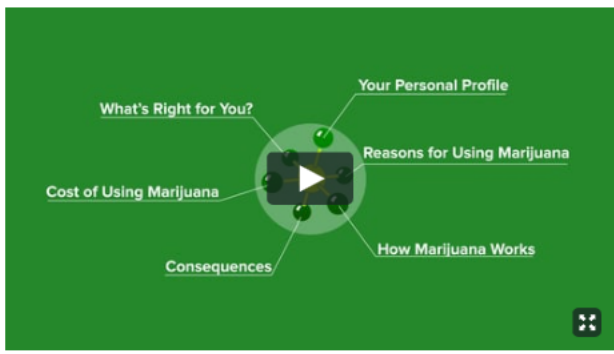 Your Personal Profile
What's Right for You?
Reasons for Using Marijuana
Cost of Using Marijuana
How Marijuana Works
Consequences